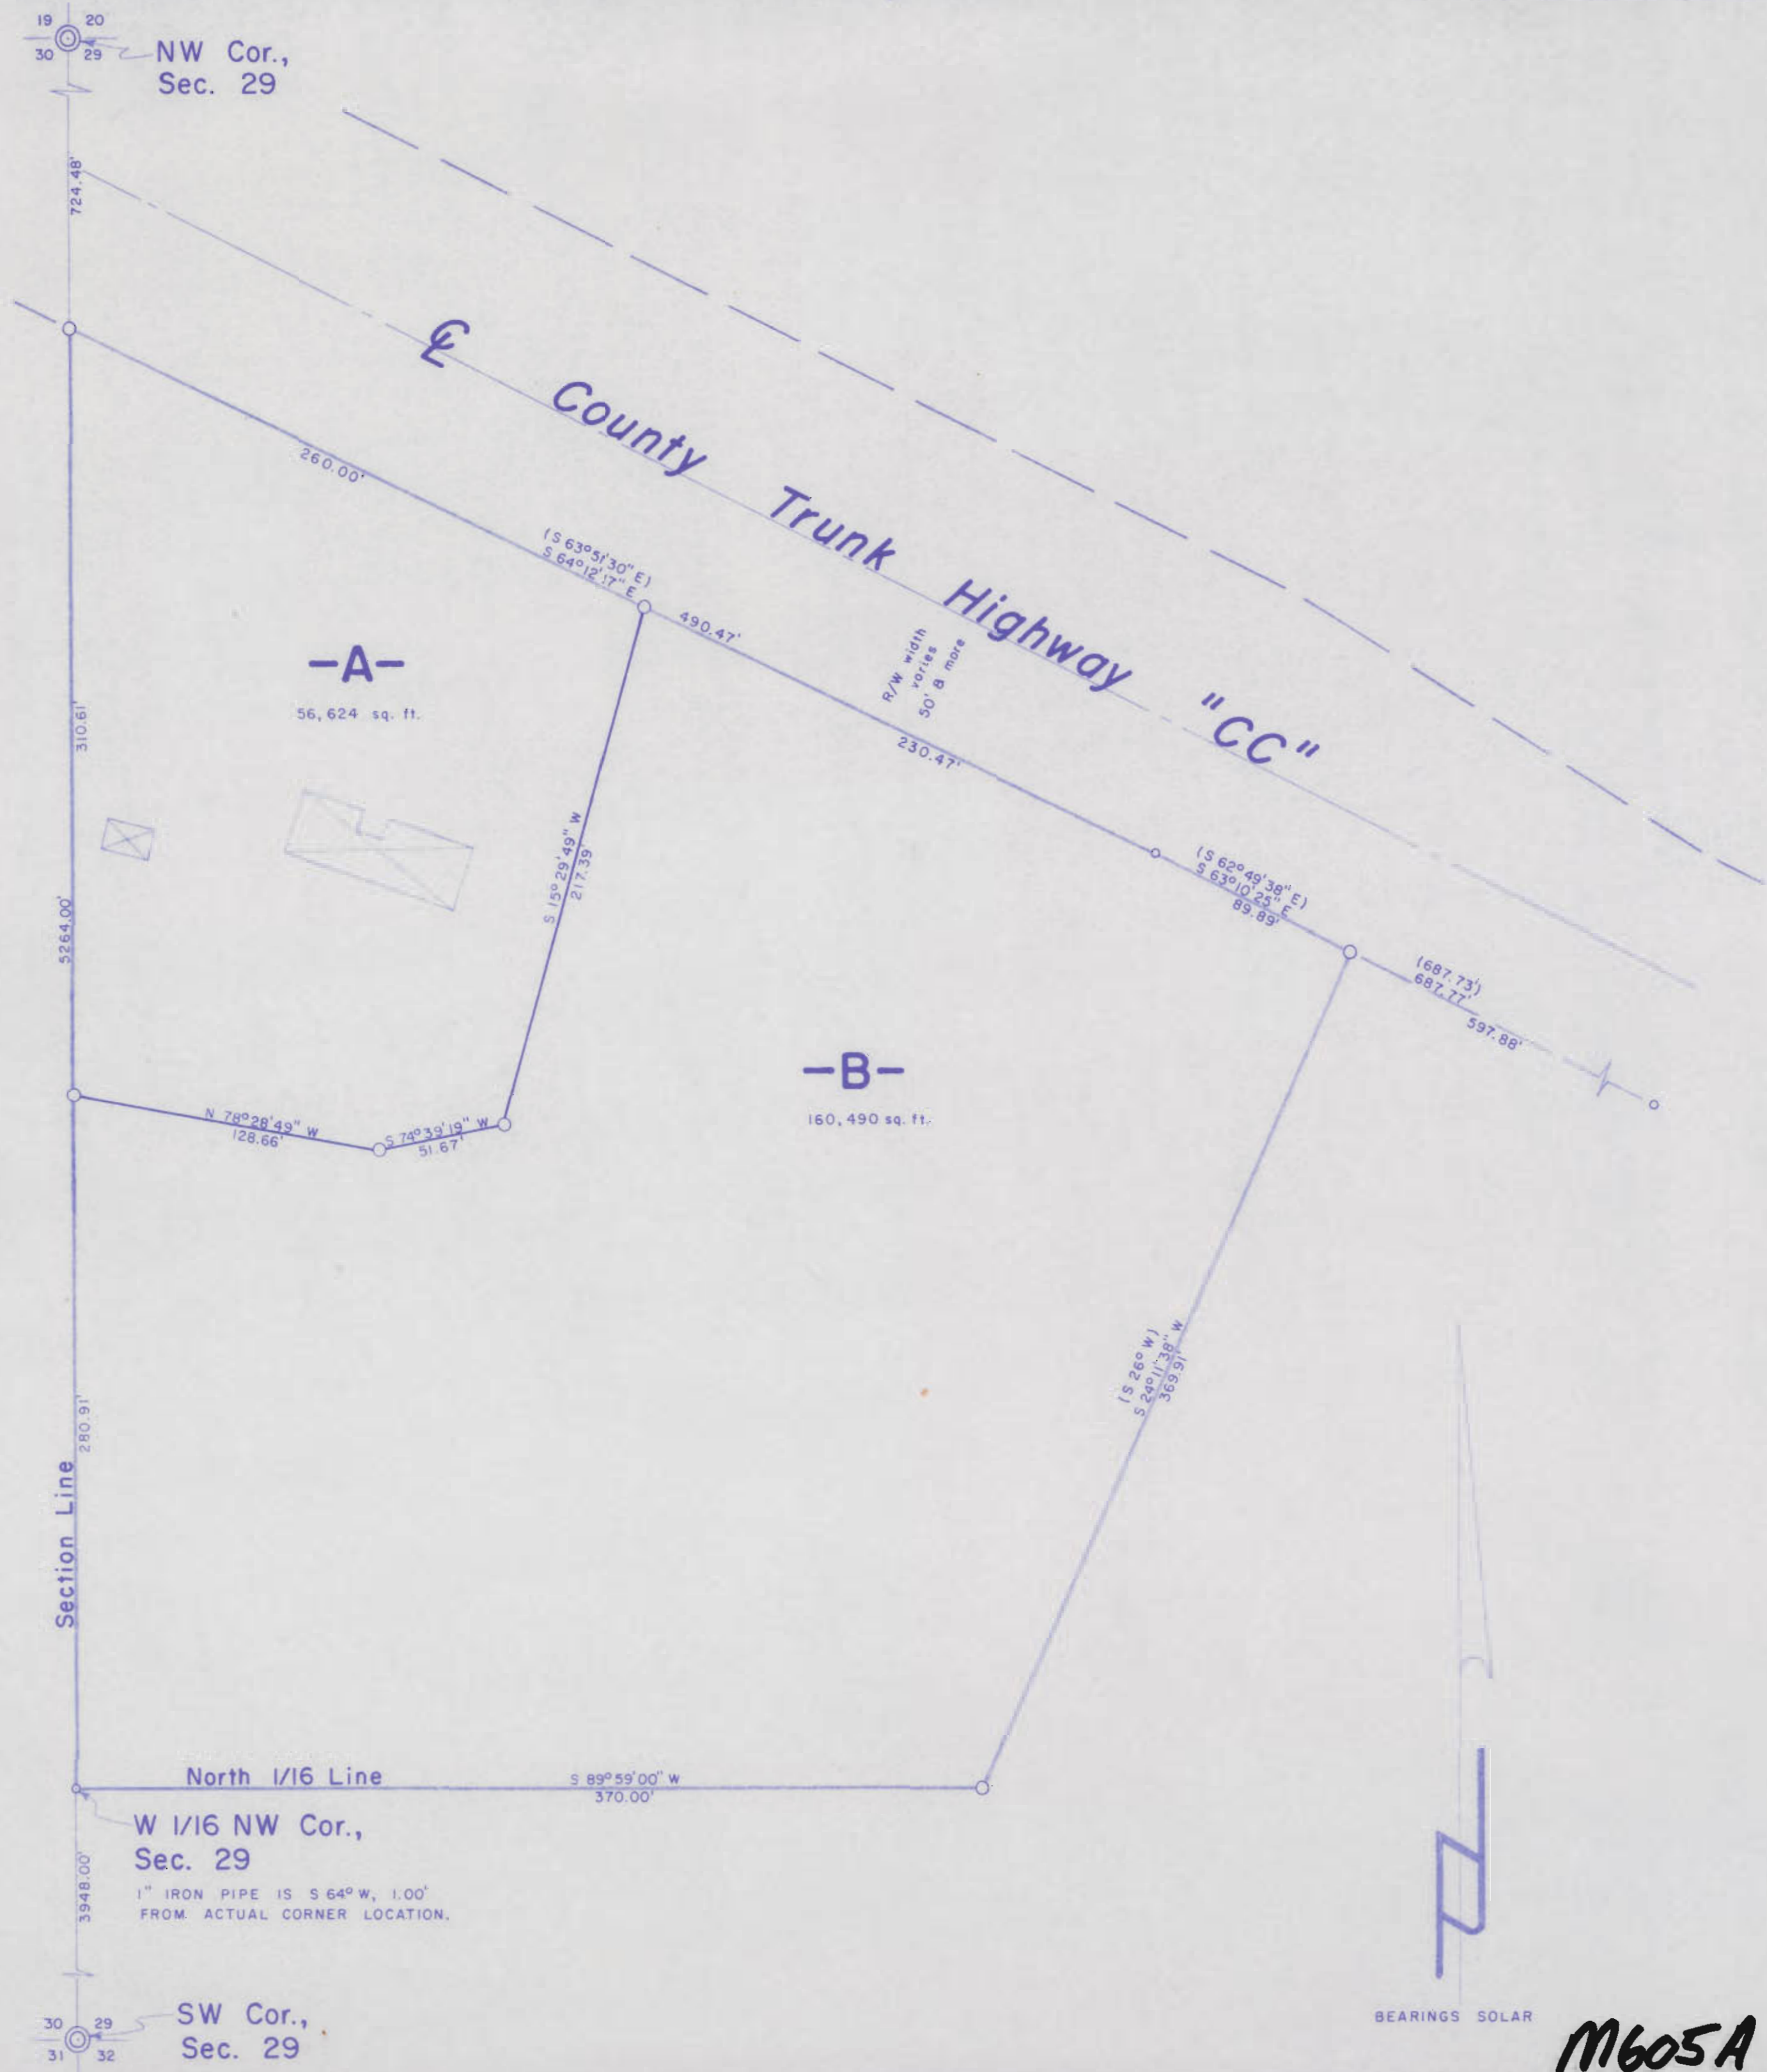 19 20
30 29
NW Cor.,
Sec. 29
724.48'
℄ County Trunk Highway "CC"
260.00'
(S 63°51'30" E)
S 64°12'17" E
490.47'
R/W width
varies
50' & more
230.47'
-A-
56,624 sq. ft.
310.61'
5264.00'
S 15°29'49" W
217.39'
(S 62°49'38" E)
S 63°10'25" E
89.89'
(687.73')
687.77'
597.88'
-B-
160,490 sq. ft.
N 78°28'49" W
128.66'
S 74°39'19" W
51.67'
(S 26° W)
S 24°11'38" W
369.91'
280.91'
Section Line
North 1/16 Line
S 89°59'00" W
370.00'
W 1/16 NW Cor.,
Sec. 29
1" IRON PIPE IS S 64° W, 1.00'
FROM ACTUAL CORNER LOCATION.
3948.00'
30 29
31 32
SW Cor.,
Sec. 29
BEARINGS SOLAR
M605A